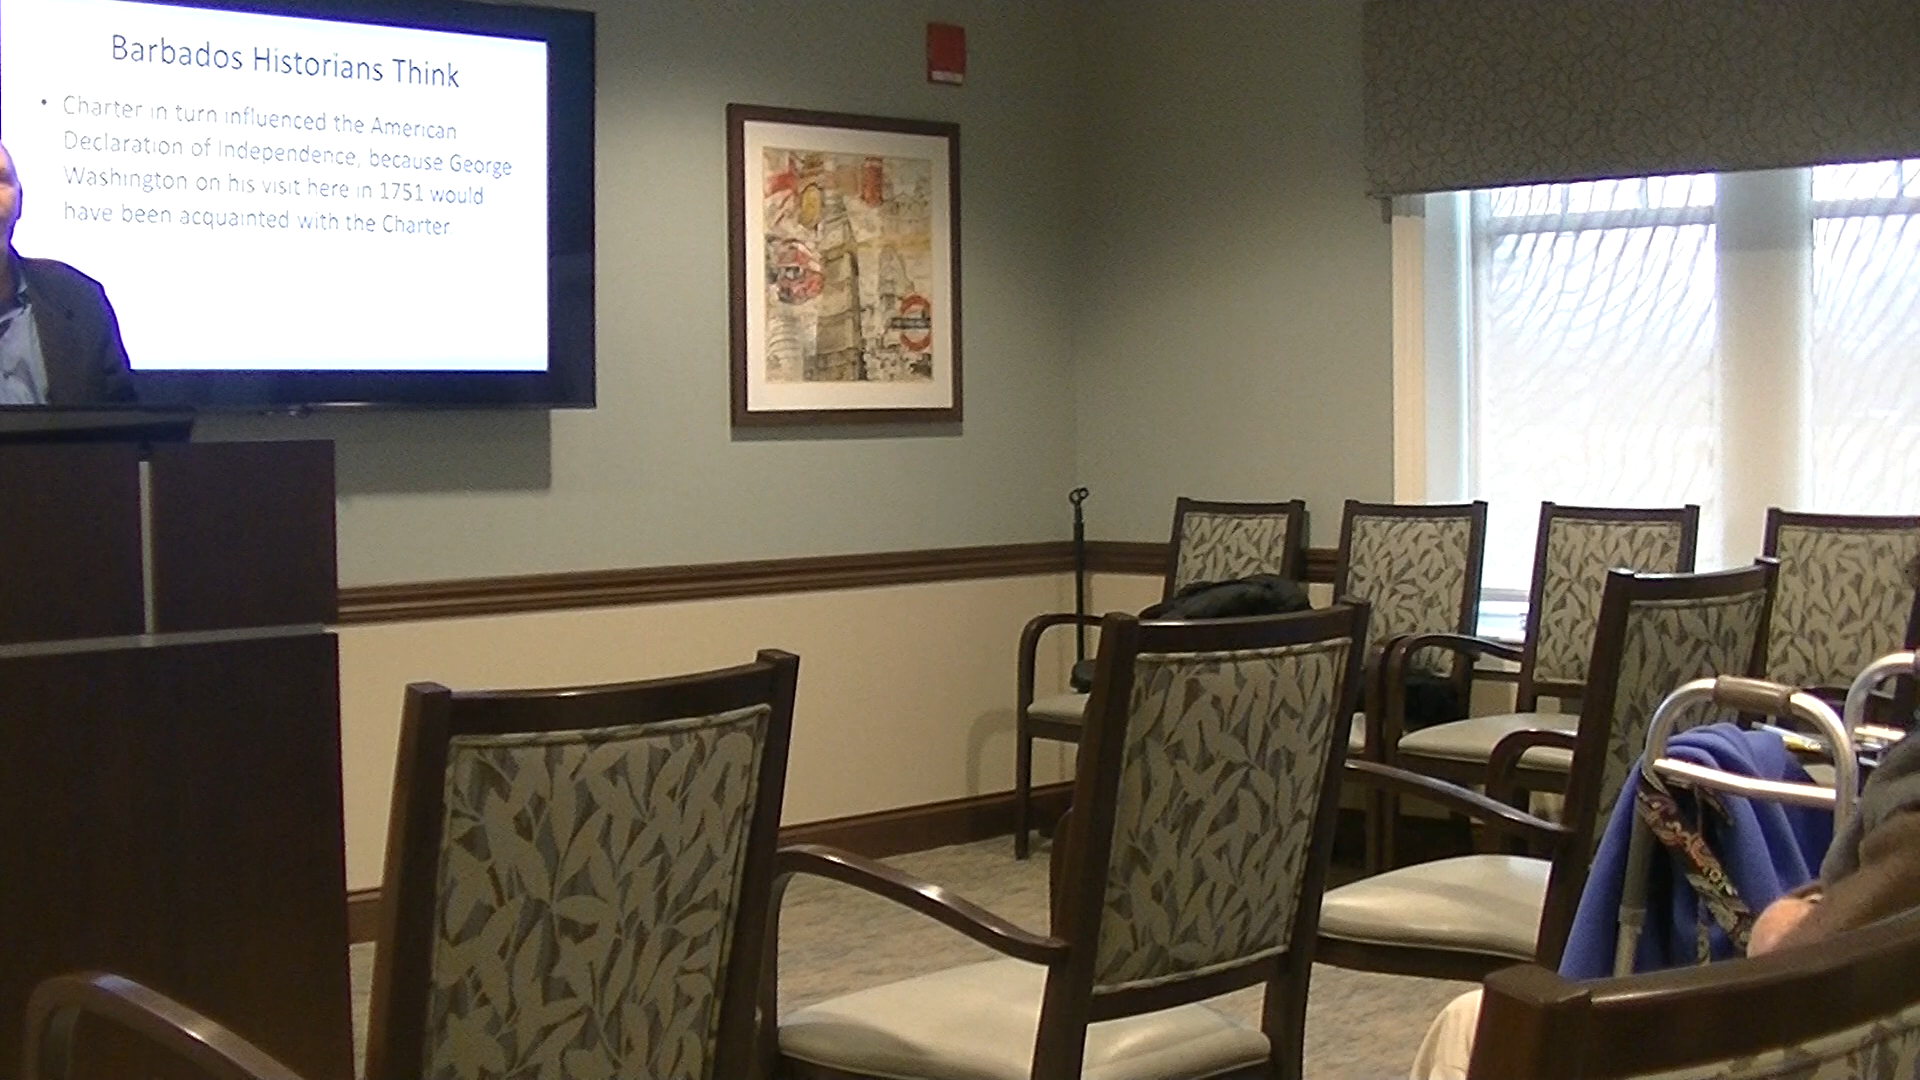 Barbados Historians Think
• Charter in turn influenced the American
Declaration of Independence, because George
Washington on his visit here in 1751 would
have been acquainted with the Charter.